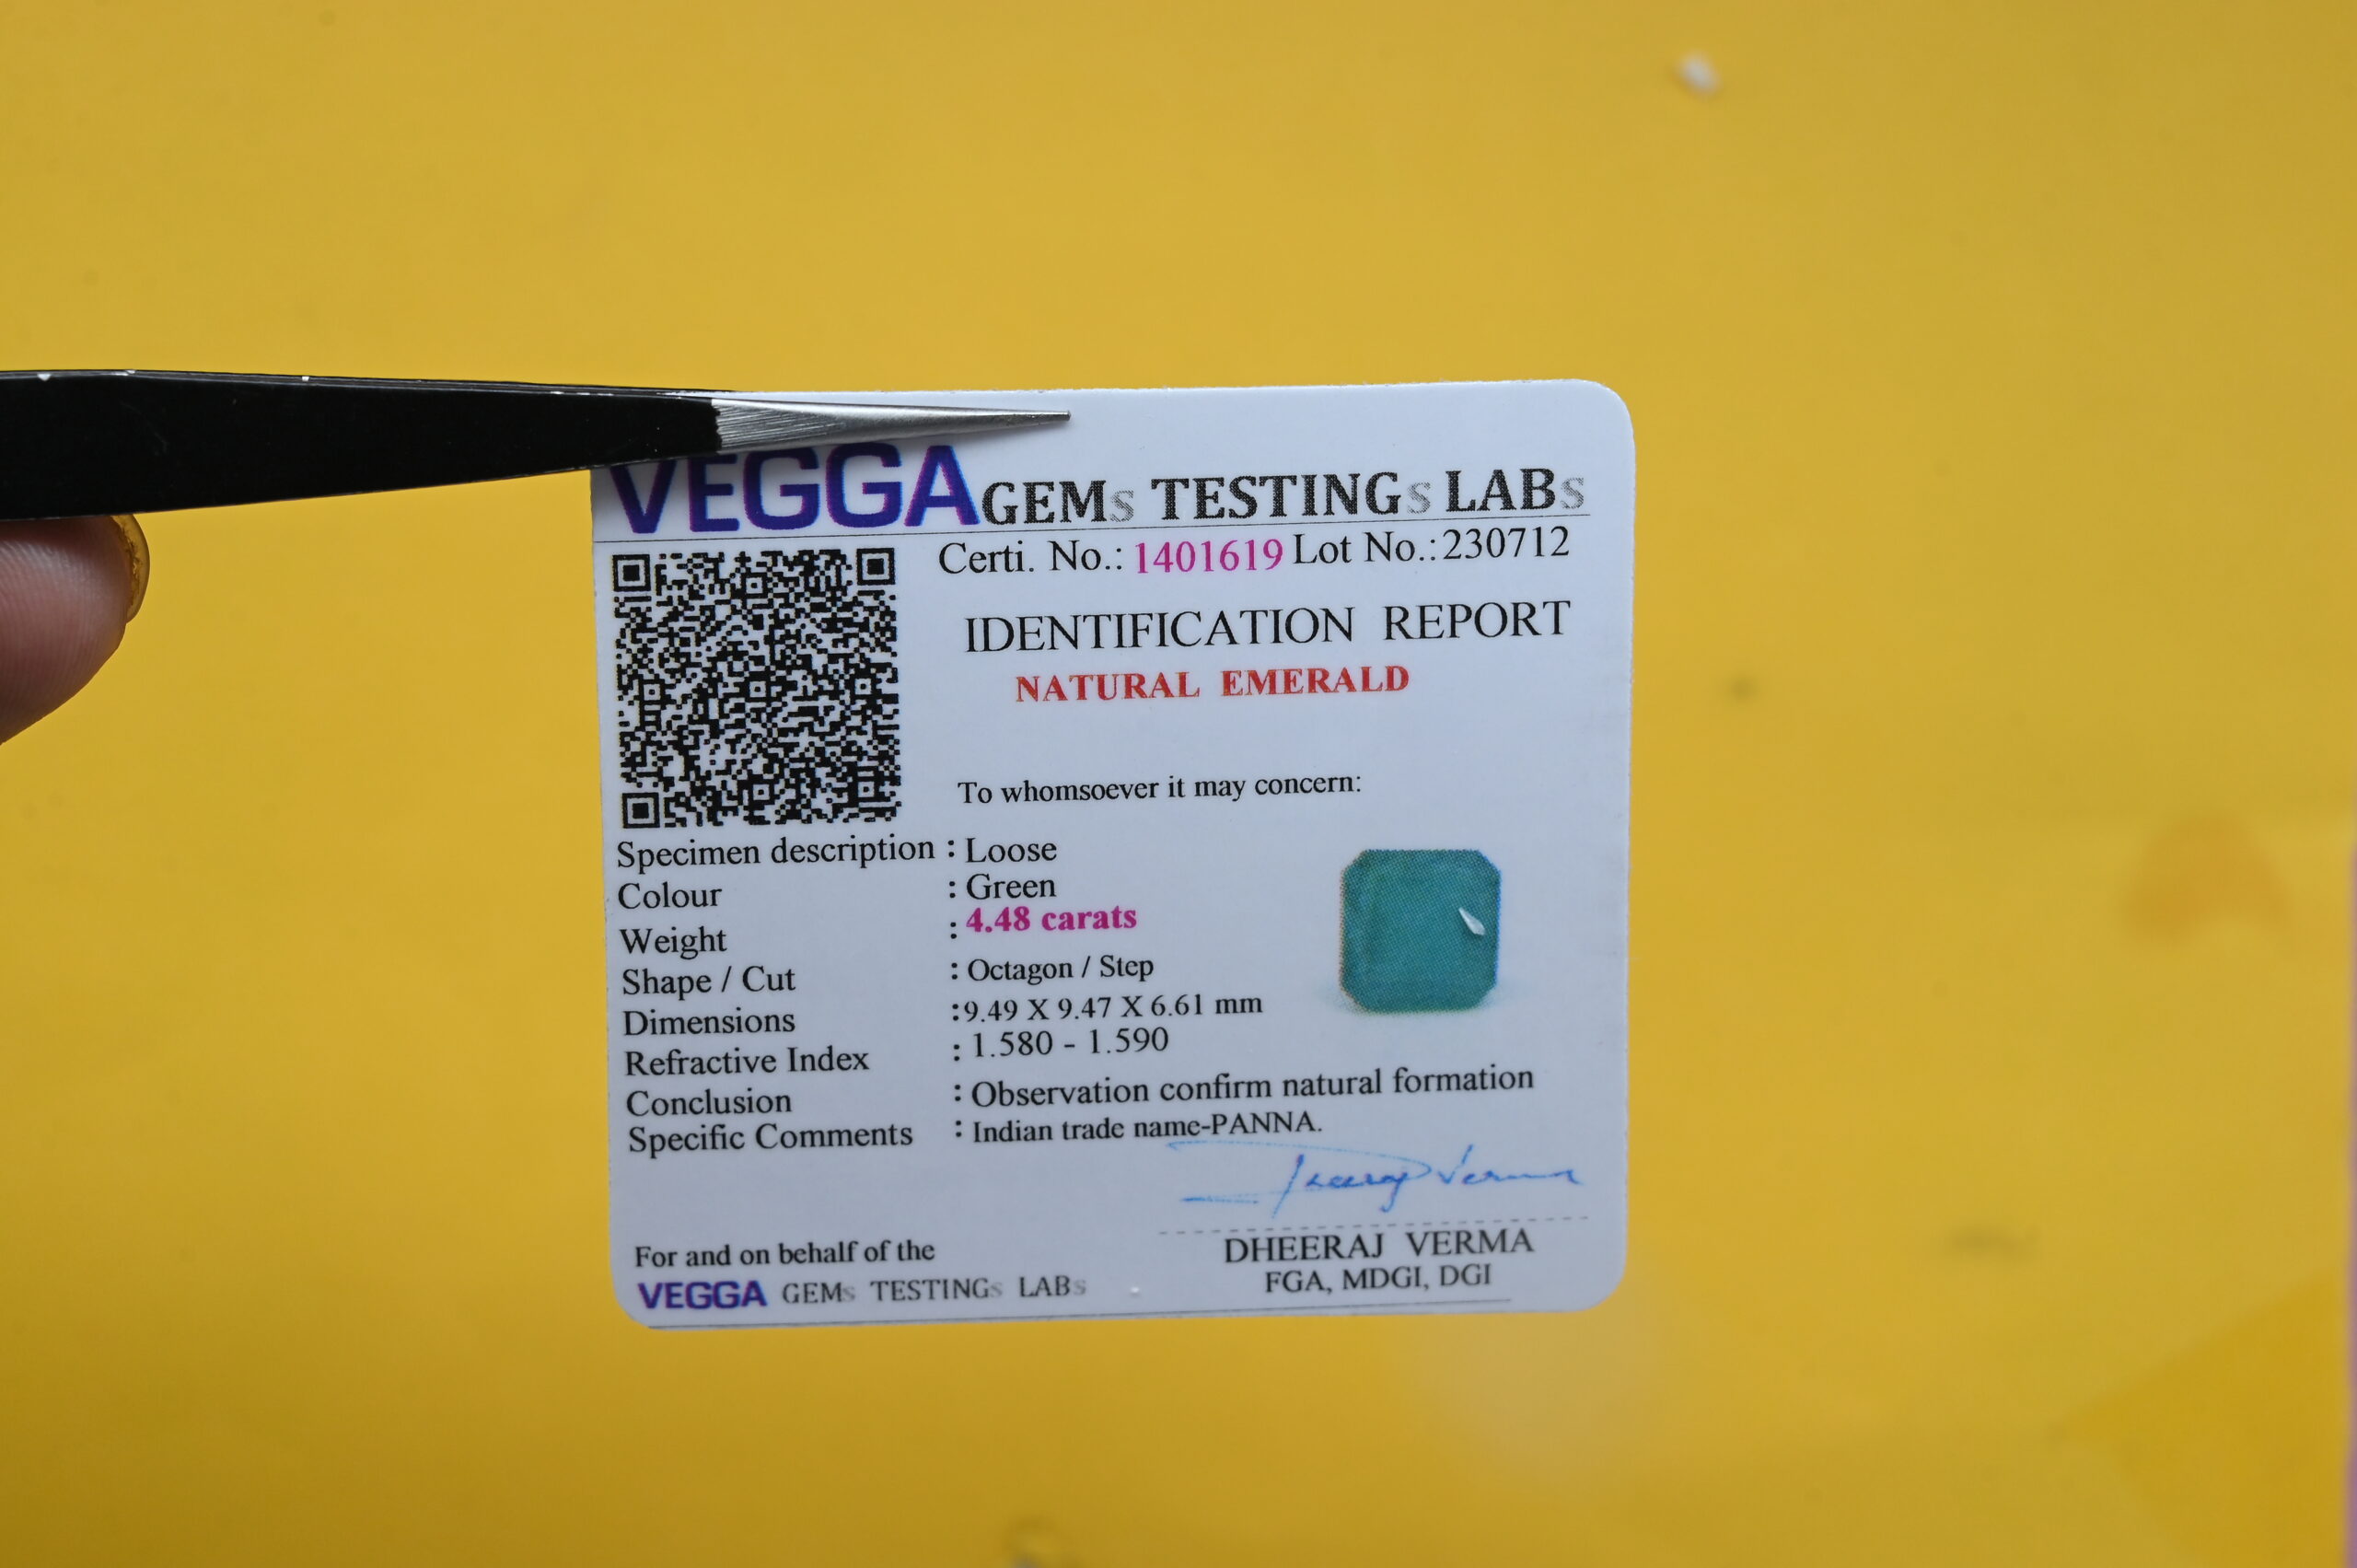 VEGGA GEMs TESTINGs LABs
Certi. No.: 1401619 Lot No.:230712
IDENTIFICATION REPORT
NATURAL EMERALD
To whomsoever it may concern:
Specimen description : Loose
Colour : Green
Weight : 4.48 carats
Shape / Cut : Octagon / Step
Dimensions :9.49 X 9.47 X 6.61 mm
Refractive Index : 1.580 - 1.590
Conclusion : Observation confirm natural formation
Specific Comments : Indian trade name-PANNA.
Dheeraj Verma
For and on behalf of the
VEGGA GEMs TESTINGs LABs
DHEERAJ VERMA
FGA, MDGI, DGI